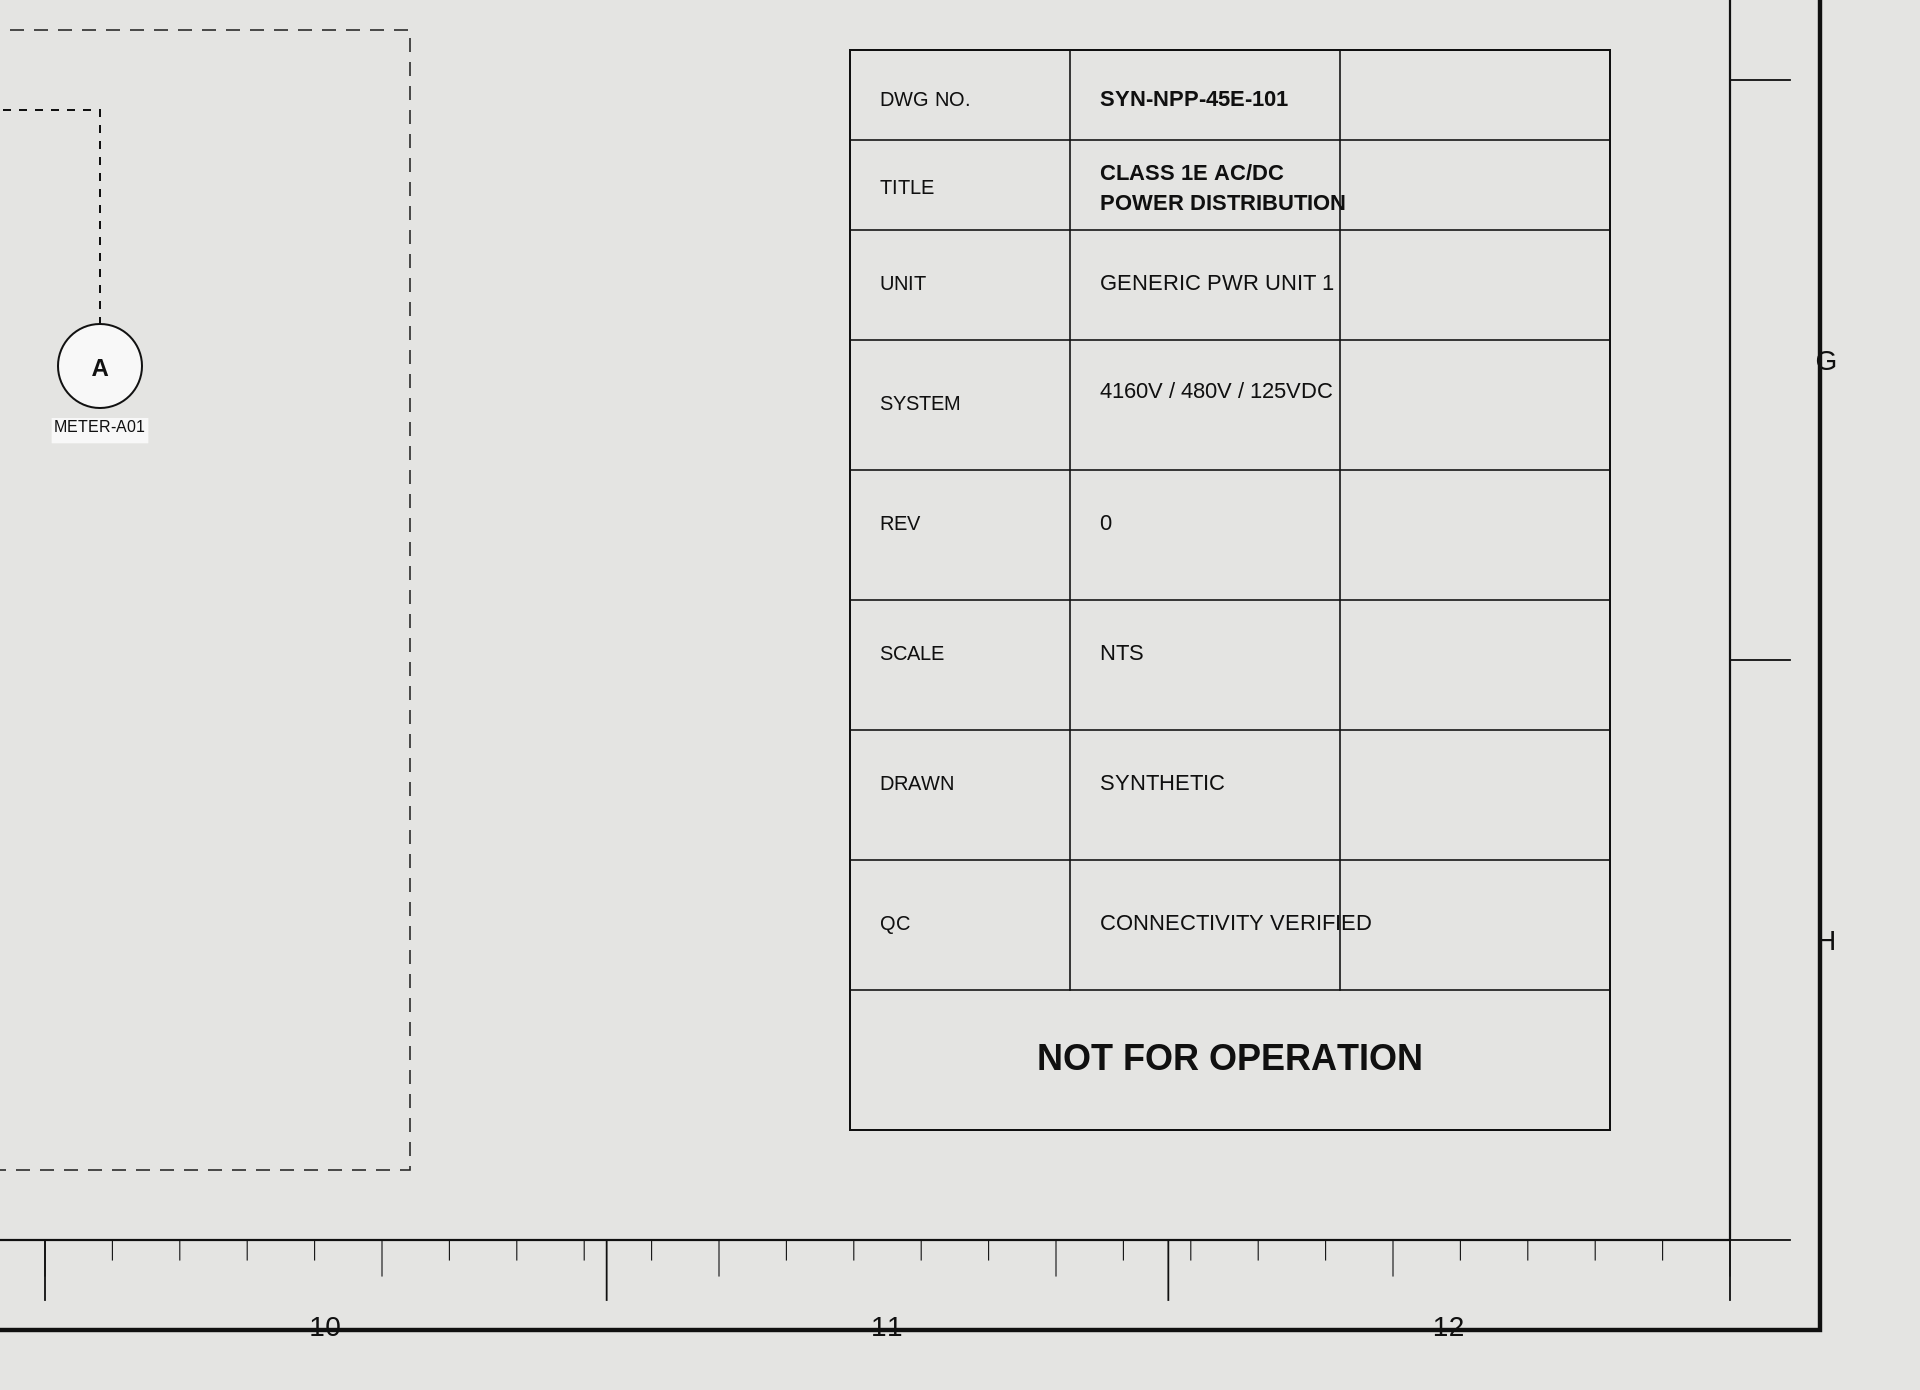 A
METER-A01
DWG NO.
SYN-NPP-45E-101
TITLE
CLASS 1E AC/DC
POWER DISTRIBUTION
UNIT
GENERIC PWR UNIT 1
SYSTEM
4160V / 480V / 125VDC
REV
0
SCALE
NTS
DRAWN
SYNTHETIC
QC
CONNECTIVITY VERIFIED
NOT FOR OPERATION
G
H
10
11
12